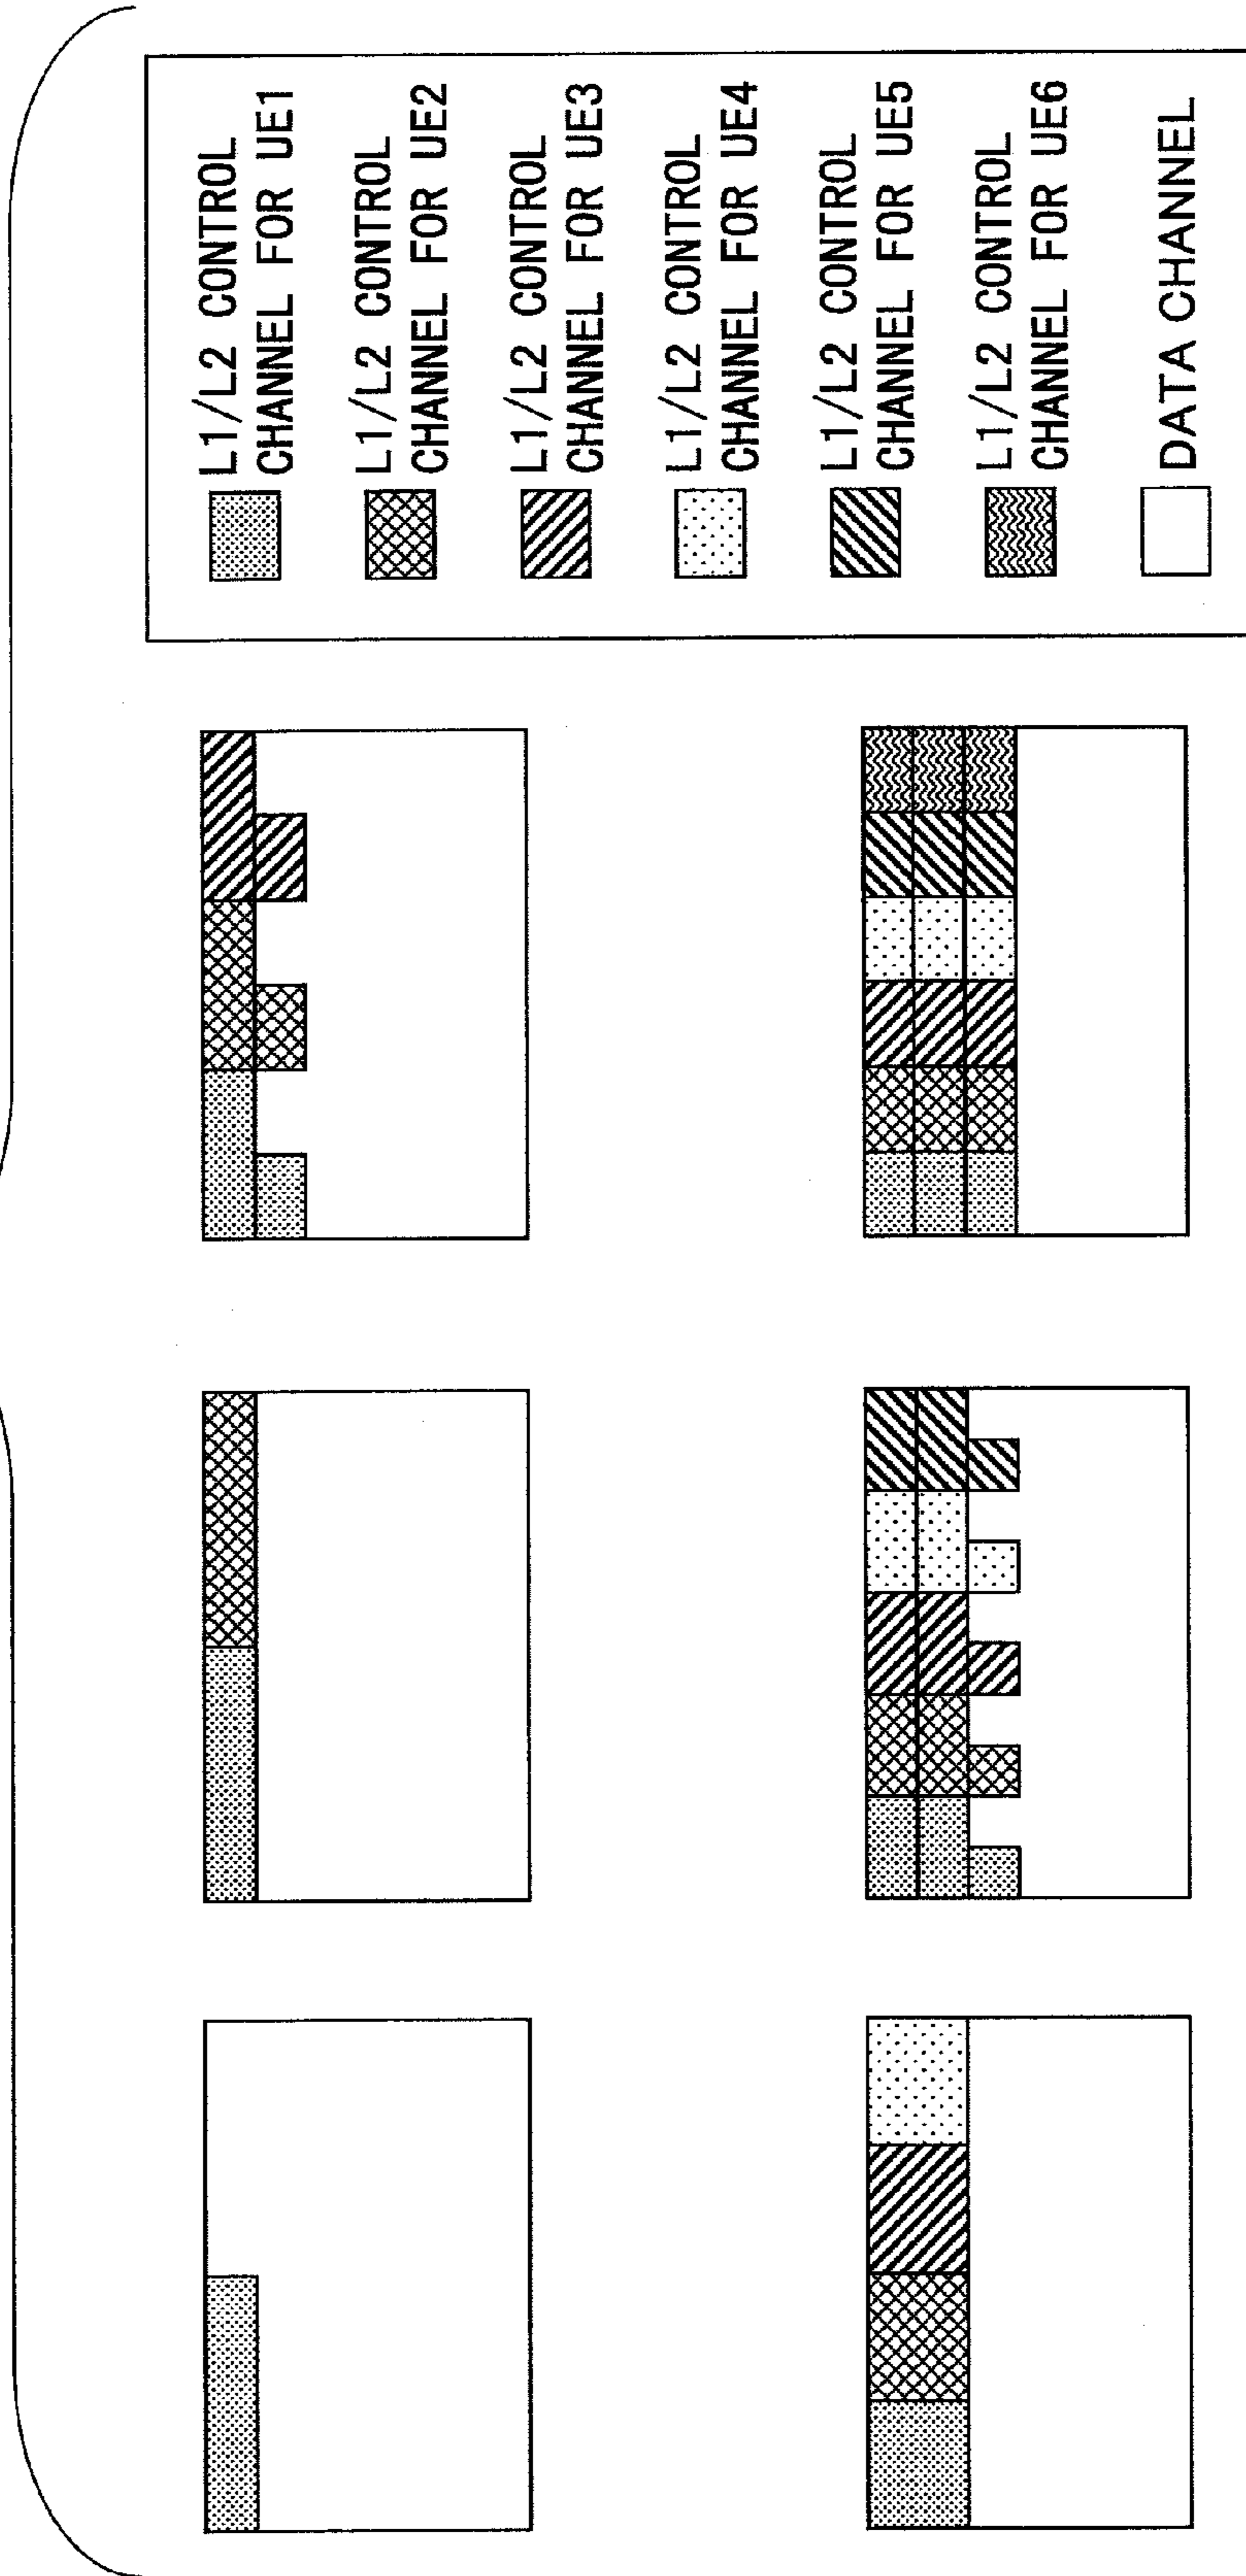 L1/L2 CONTROL
CHANNEL FOR UE1
L1/L2 CONTROL
CHANNEL FOR UE2
L1/L2 CONTROL
CHANNEL FOR UE3
L1/L2 CONTROL
CHANNEL FOR UE4
L1/L2 CONTROL
CHANNEL FOR UE5
L1/L2 CONTROL
CHANNEL FOR UE6
DATA CHANNEL